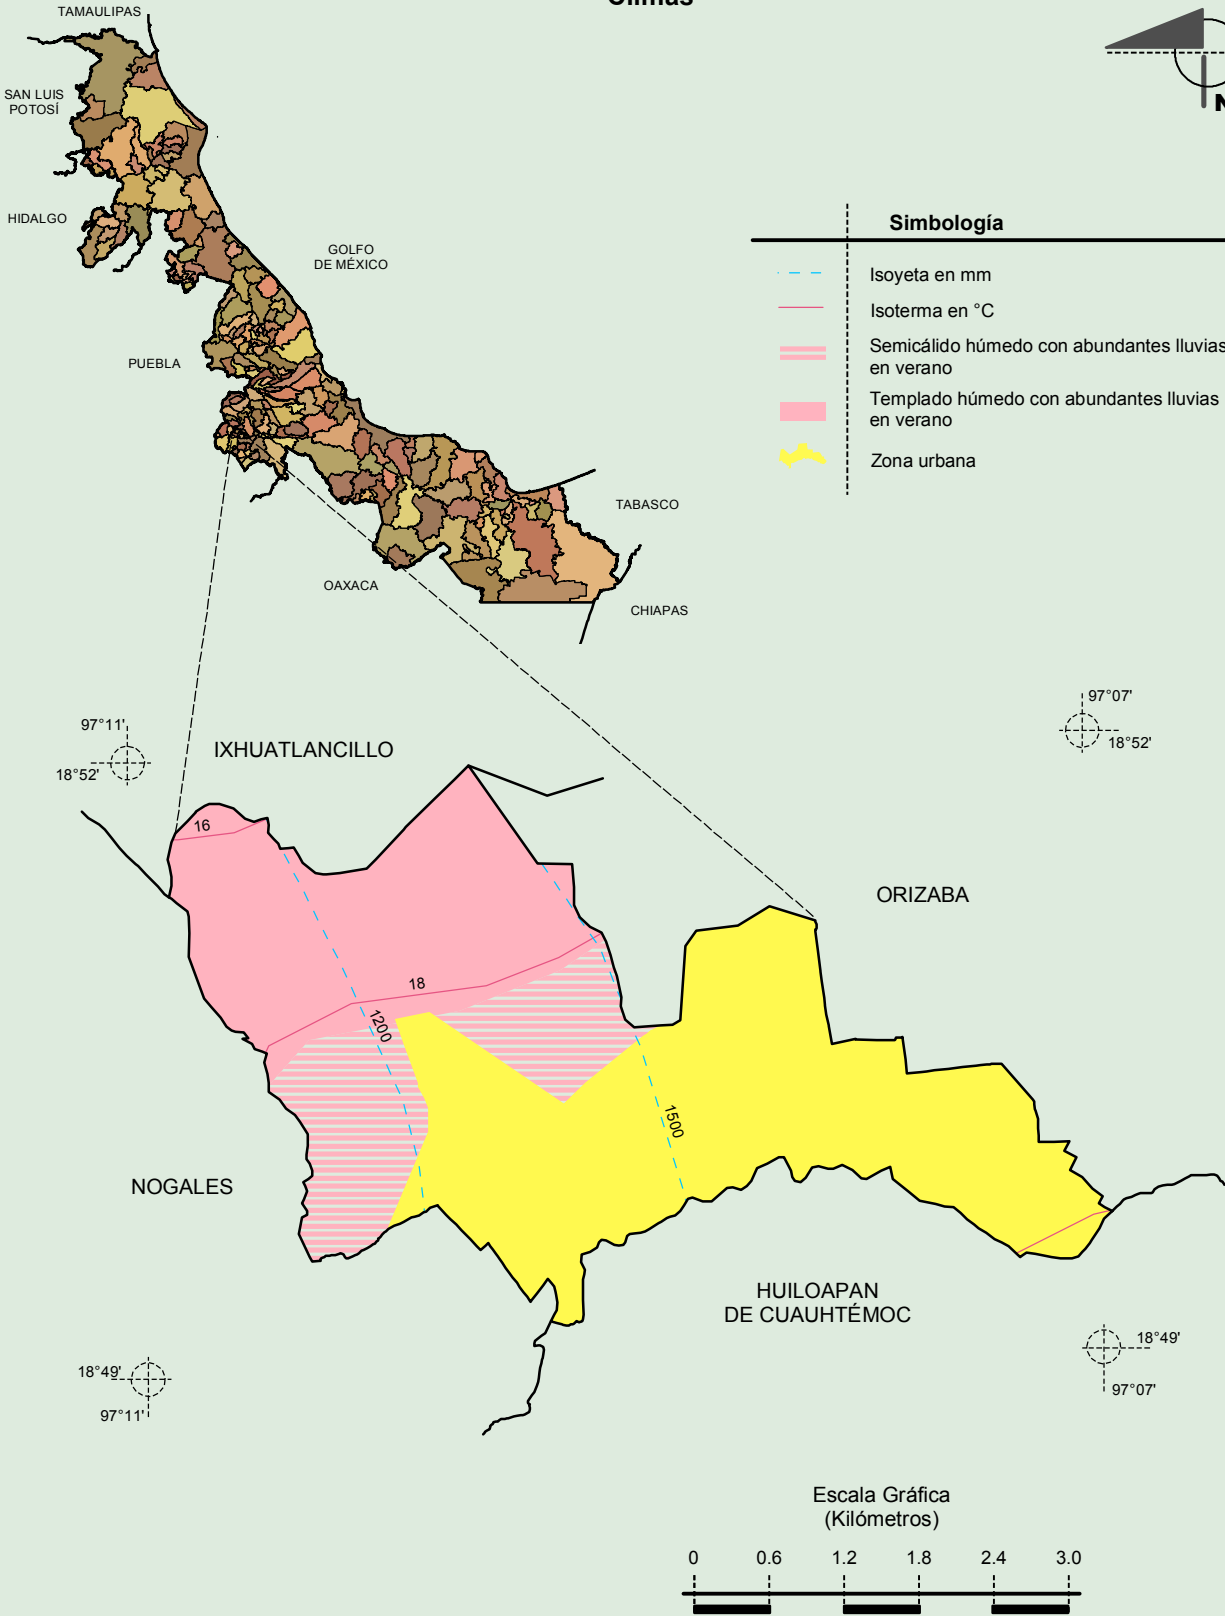 Climas
TAMAULIPAS
SAN LUIS
POTOSÍ
HIDALGO
GOLFO
DE MÉXICO
PUEBLA
TABASCO
OAXACA
CHIAPAS
N
Simbología
Isoyeta en mm
Isoterma en °C
Semicálido húmedo con abundantes lluvias
en verano
Templado húmedo con abundantes lluvias
en verano
Zona urbana
97°11'
18°52'
97°07'
18°52'
IXHUATLANCILLO
16
ORIZABA
18
1200
1500
NOGALES
HUILOAPAN
DE CUAUHTÉMOC
18°49'
97°11'
18°49'
97°07'
Escala Gráfica
(Kilómetros)
0 0.6 1.2 1.8 2.4 3.0